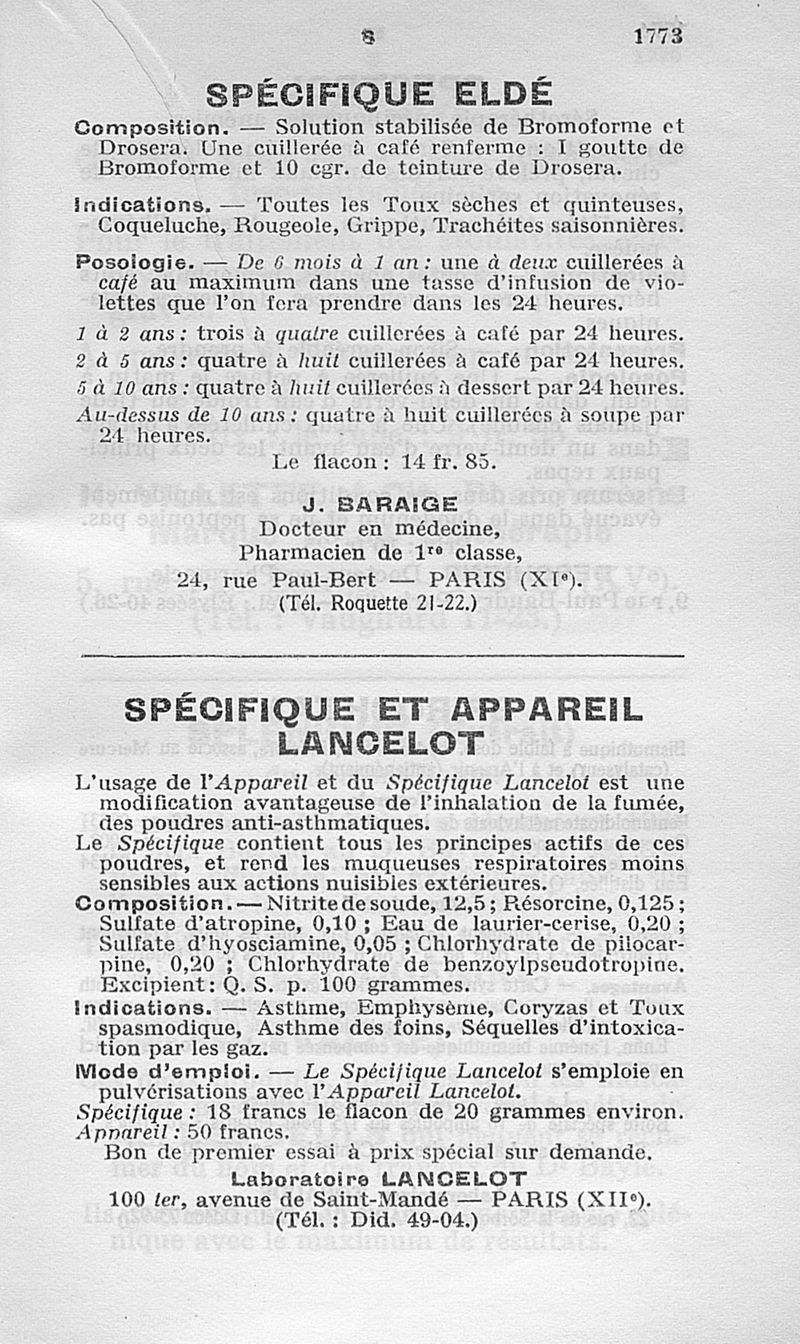 8 1773
SPÉCIFIQUE ELDÉ
Composition. — Solution stabilisée de Bromoforme et
Drosera. Une cuillerée à café renferme : I goutte de
Bromoforme et 10 cgr. de teinture de Drosera.
Indications. — Toutes les Toux sèches et quinteuses,
Coqueluche, Rougeole, Grippe, Trachéites saisonnières.
Posologie. — De 6 mois à 1 an : une à deux cuillerées à
café au maximum dans une tasse d'infusion de vio-
lettes que l'on fera prendre dans les 24 heures.
1 à 2 ans : trois à quatre cuillerées à café par 24 heures.
2 à 5 ans : quatre à huit cuillerées à café par 24 heures.
5 à 10 ans : quatre à huit cuillerées à dessert par 24 heures.
Au-dessus de 10 ans : quatre à huit cuillerées à soupe par
24 heures.
Le flacon : 14 fr. 85.
J. BARAIGE
Docteur en médecine,
Pharmacien de 1re classe,
24, rue Paul-Bert — PARIS (XIe).
(Tél. Roquette 21-22.)
SPÉCIFIQUE ET APPAREIL
LANCELOT
L'usage de l'Appareil et du Spécifique Lancelot est une
modification avantageuse de l'inhalation de la fumée,
des poudres anti-asthmatiques.
Le Spécifique contient tous les principes actifs de ces
poudres, et rend les muqueuses respiratoires moins
sensibles aux actions nuisibles extérieures.
Composition. — Nitrite de soude, 12,5 ; Résorcine, 0,125 ;
Sulfate d'atropine, 0,10 ; Eau de laurier-cerise, 0,20 ;
Sulfate d'hyosciamine, 0,05 ; Chlorhydrate de pilocar-
pine, 0,20 ; Chlorhydrate de benzoylpseudotropine.
Excipient : Q. S. p. 100 grammes.
Indications. — Asthme, Emphysème, Coryzas et Toux
spasmodique, Asthme des foins, Séquelles d'intoxica-
tion par les gaz.
Mode d'emploi. — Le Spécifique Lancelot s'emploie en
pulvérisations avec l'Appareil Lancelot.
Spécifique : 18 francs le flacon de 20 grammes environ.
Appareil : 50 francs.
Bon de premier essai à prix spécial sur demande.
Laboratoire LANCELOT
100 ter, avenue de Saint-Mandé — PARIS (XIIe).
(Tél. : Did. 49-04.)